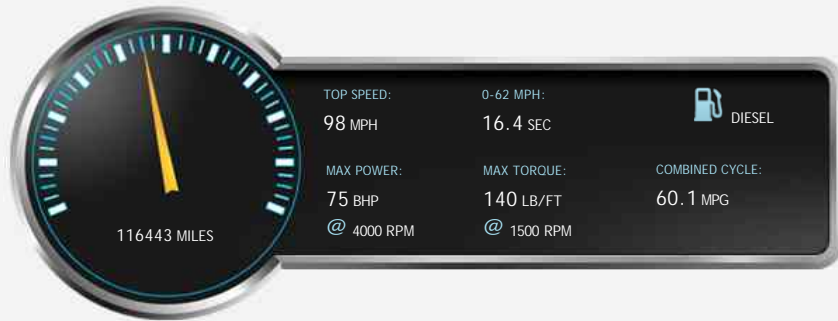 TOP SPEED:
98 MPH
0-62 MPH:
16.4 SEC
DIESEL
MAX POWER:
75 BHP
@ 4000 RPM
MAX TORQUE:
140 LB/FT
@ 1500 RPM
COMBINED CYCLE:
60.1 MPG
116443 MILES